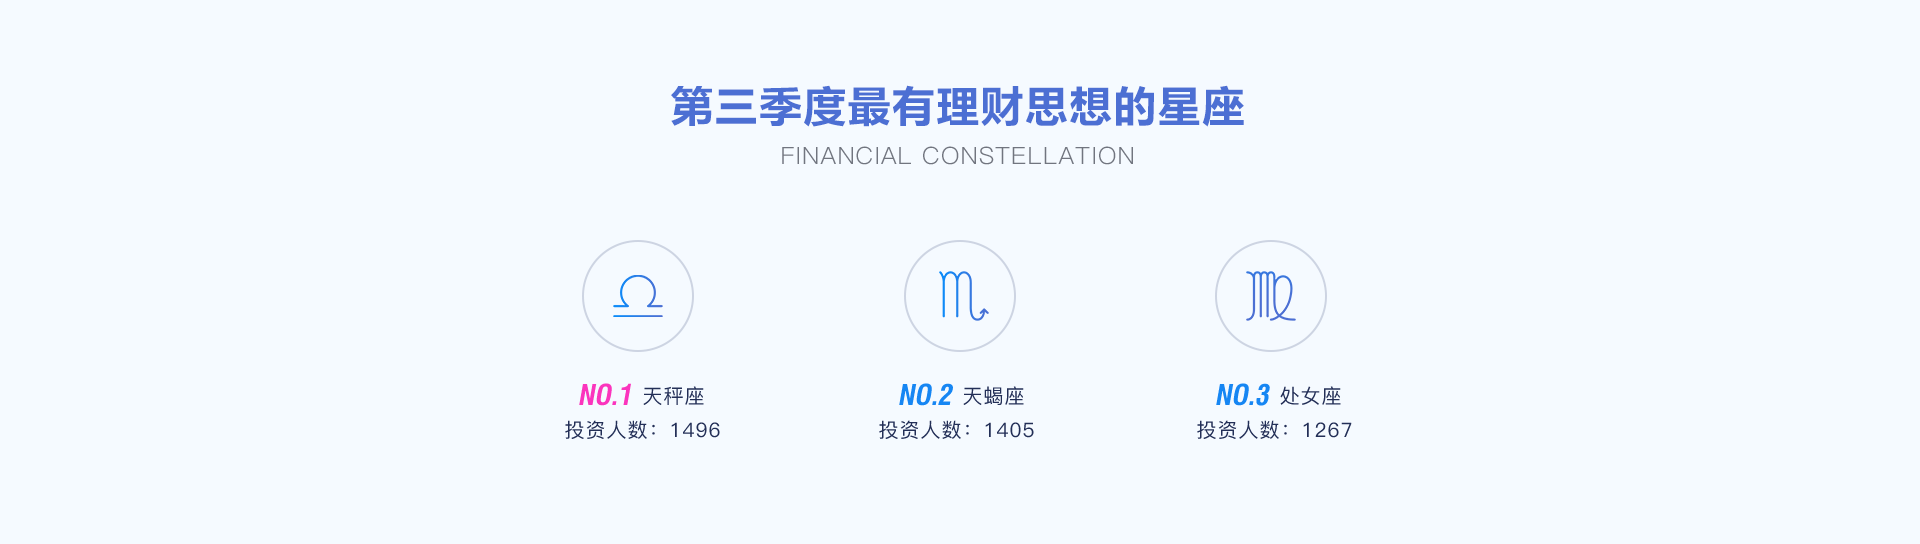 第三季度最有理财思想的星座
FINANCIAL CONSTELLATION
NO.1 天秤座
投资人数：1496
NO.2 天蝎座
投资人数：1405
NO.3 处女座
投资人数：1267